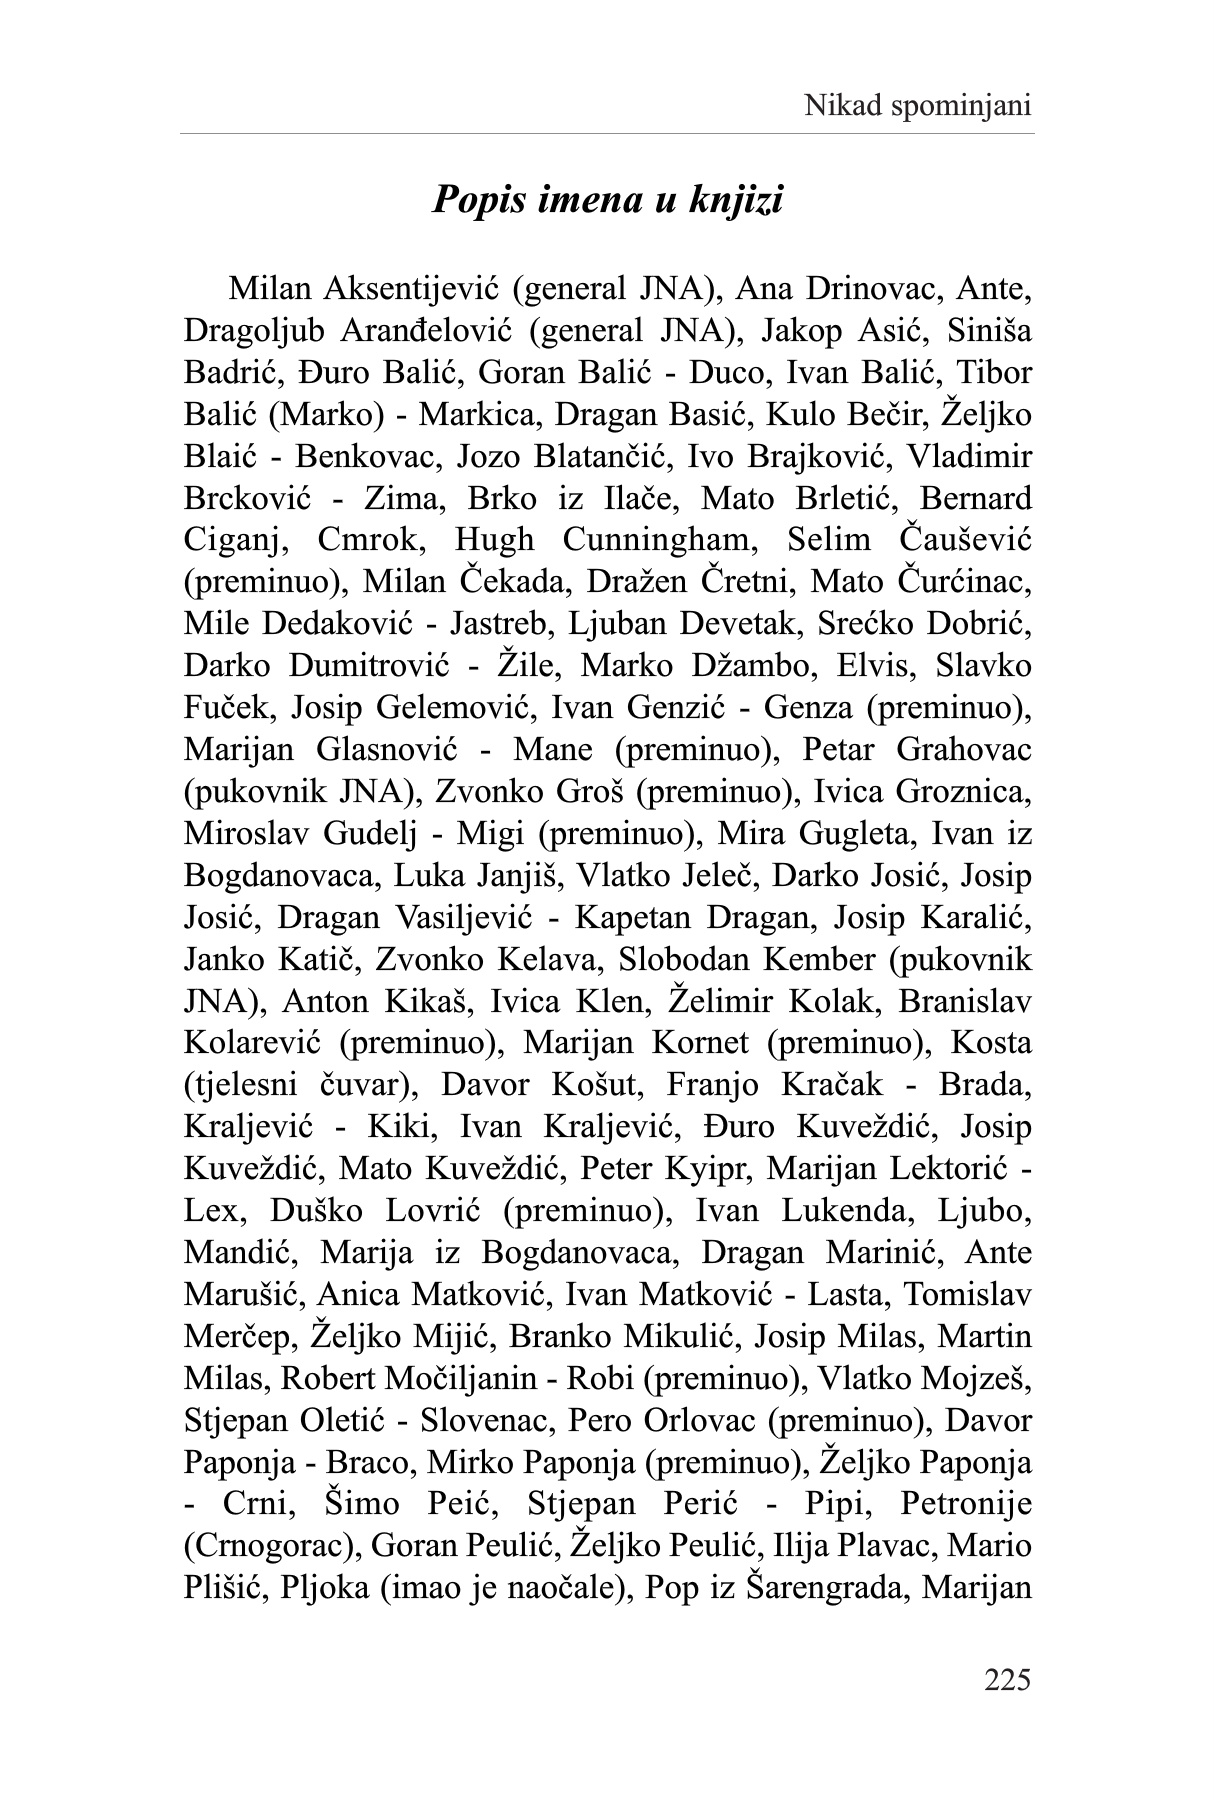 Nikad spominjani
Popis imena u knjizi
Milan Aksentijević (general JNA), Ana Drinovac, Ante,
Dragoljub Aranđelović (general JNA), Jakop Asić, Siniša
Badrić, Đuro Balić, Goran Balić - Duco, Ivan Balić, Tibor
Balić (Marko) - Markica, Dragan Basić, Kulo Bečir, Željko
Blaić - Benkovac, Jozo Blatančić, Ivo Brajković, Vladimir
Brcković - Zima, Brko iz Ilače, Mato Brletić, Bernard
Ciganj, Cmrok, Hugh Cunningham, Selim Čaušević
(preminuo), Milan Čekada, Dražen Čretni, Mato Čurćinac,
Mile Dedaković - Jastreb, Ljuban Devetak, Srećko Dobrić,
Darko Dumitrović - Žile, Marko Džambo, Elvis, Slavko
Fuček, Josip Gelemović, Ivan Genzić - Genza (preminuo),
Marijan Glasnović - Mane (preminuo), Petar Grahovac
(pukovnik JNA), Zvonko Groš (preminuo), Ivica Groznica,
Miroslav Gudelj - Migi (preminuo), Mira Gugleta, Ivan iz
Bogdanovaca, Luka Janjiš, Vlatko Jeleč, Darko Josić, Josip
Josić, Dragan Vasiljević - Kapetan Dragan, Josip Karalić,
Janko Katič, Zvonko Kelava, Slobodan Kember (pukovnik
JNA), Anton Kikaš, Ivica Klen, Želimir Kolak, Branislav
Kolarević (preminuo), Marijan Kornet (preminuo), Kosta
(tjelesni čuvar), Davor Košut, Franjo Kračak - Brada,
Kraljević - Kiki, Ivan Kraljević, Đuro Kuveždić, Josip
Kuveždić, Mato Kuveždić, Peter Kyipr, Marijan Lektorić -
Lex, Duško Lovrić (preminuo), Ivan Lukenda, Ljubo,
Mandić, Marija iz Bogdanovaca, Dragan Marinić, Ante
Marušić, Anica Matković, Ivan Matković - Lasta, Tomislav
Merčep, Željko Mijić, Branko Mikulić, Josip Milas, Martin
Milas, Robert Močiljanin - Robi (preminuo), Vlatko Mojzeš,
Stjepan Oletić - Slovenac, Pero Orlovac (preminuo), Davor
Paponja - Braco, Mirko Paponja (preminuo), Željko Paponja
- Crni, Šimo Peić, Stjepan Perić - Pipi, Petronije
(Crnogorac), Goran Peulić, Željko Peulić, Ilija Plavac, Mario
Plišić, Pljoka (imao je naočale), Pop iz Šarengrada, Marijan
225